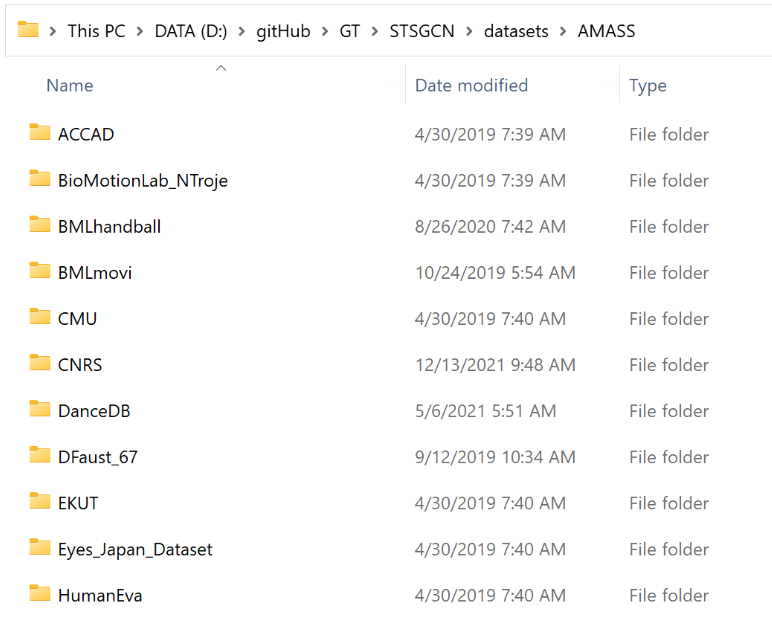 This PC > DATA (D:) > gitHub > GT > STSGCN > datasets > AMASS
Name Date modified Type
ACCAD 4/30/2019 7:39 AM File folder
BioMotionLab_NTroje 4/30/2019 7:39 AM File folder
BMLhandball 8/26/2020 7:42 AM File folder
BMLmovi 10/24/2019 5:54 AM File folder
CMU 4/30/2019 7:40 AM File folder
CNRS 12/13/2021 9:48 AM File folder
DanceDB 5/6/2021 5:51 AM File folder
DFaust_67 9/12/2019 10:34 AM File folder
EKUT 4/30/2019 7:40 AM File folder
Eyes_Japan_Dataset 4/30/2019 7:40 AM File folder
HumanEva 4/30/2019 7:40 AM File folder